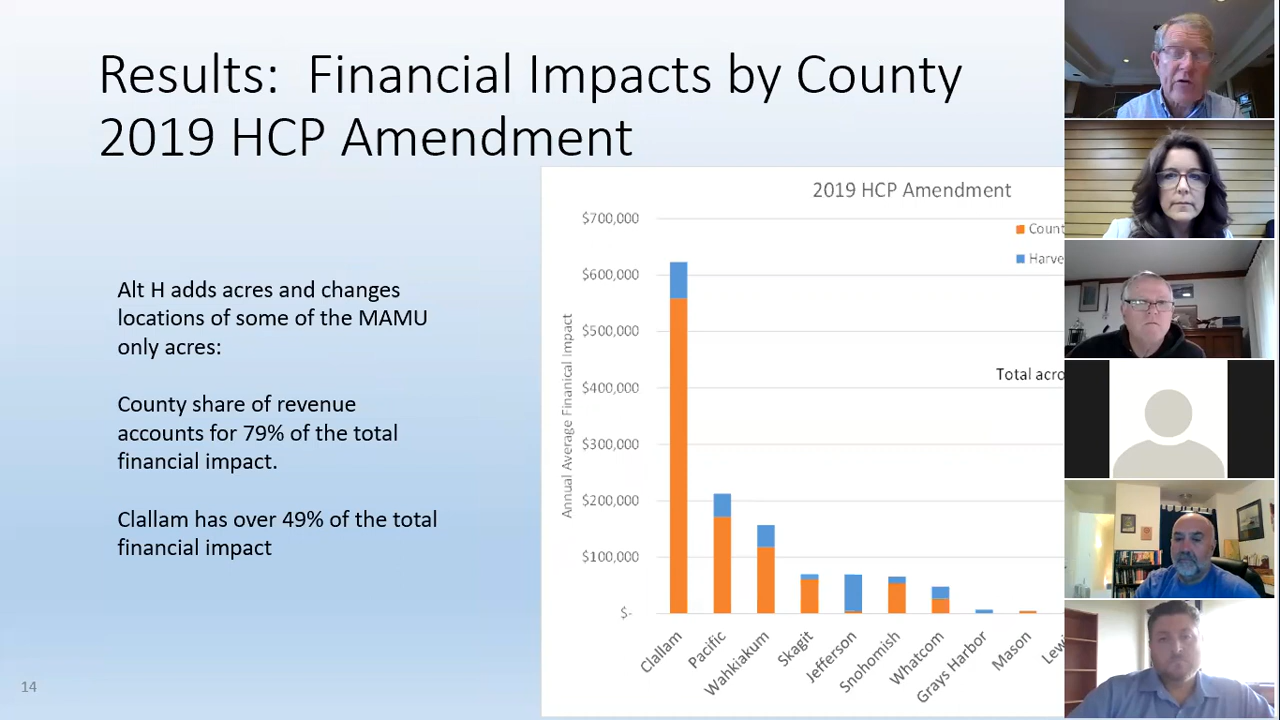 Results: Financial Impacts by County
2019 HCP Amendment
Alt H adds acres and changes
locations of some of the MAMU
only acres:
County share of revenue
accounts for 79% of the total
financial impact.
Clallam has over 49% of the total
financial impact
14
2019 HCP Amendment
$700,000
$600,000
$500,000
$400,000
$300,000
$200,000
$100,000
$-
Annual Average Finanical Impact
Total
Clallam
Pacific
Wahkiakum
Skagit
Jefferson
Snohomish
Whatcom
Grays Harbor
Mason